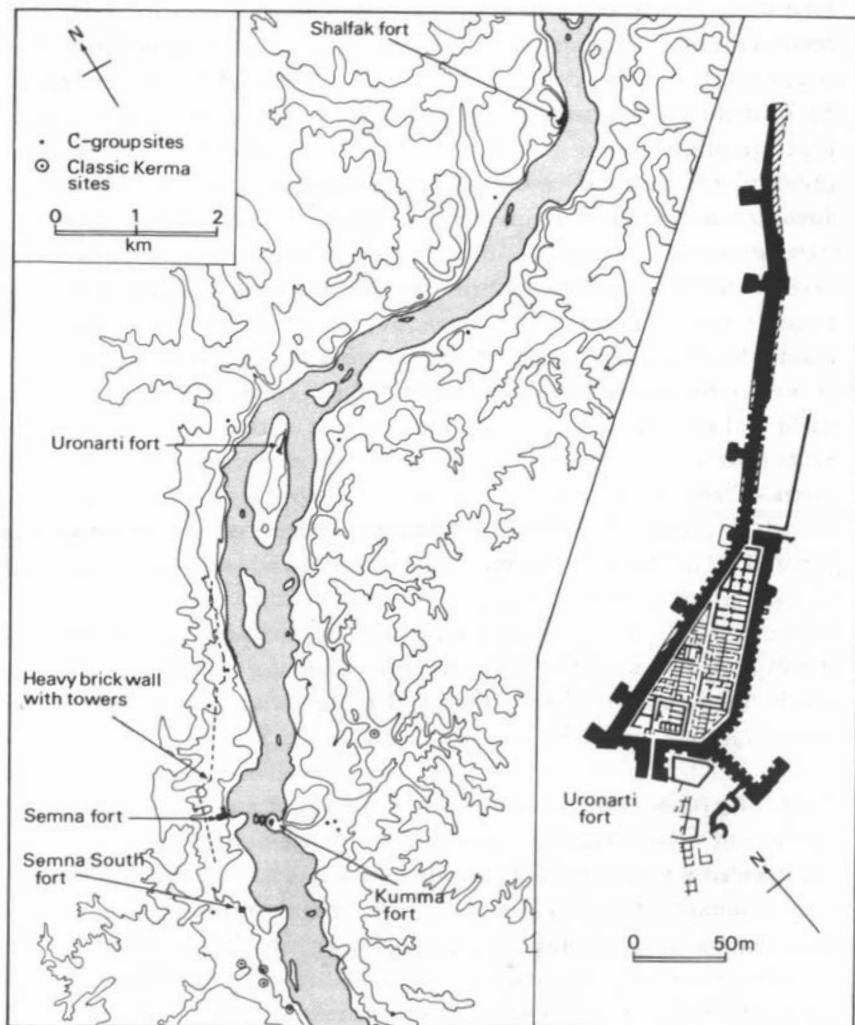 Shalfak fort
N
C-group sites
Classic Kerma
sites
0 1 2
km
Uronarti fort
Heavy brick wall
with towers
Semna fort
Semna South
fort
Kumma
fort
Uronarti
fort
N
0 50m